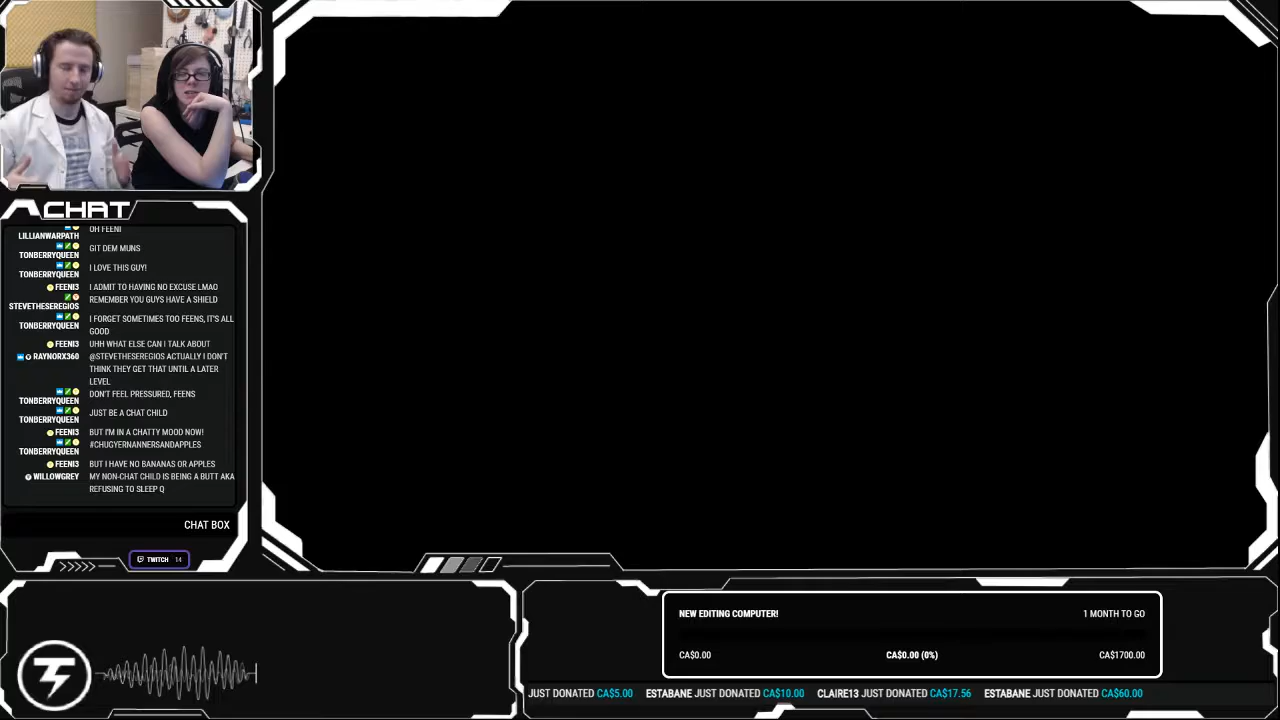 CHAT
OH FEENI
LILLIANWARPATH
GIT DEM MUNS
TONBERRYQUEEN
I LOVE THIS GUY!
TONBERRYQUEEN
FEENI3 I ADMIT TO HAVING NO EXCUSE LMAO
REMEMBER YOU GUYS HAVE A SHIELD
STEVETHESEREGIOS
I FORGET SOMETIMES TOO FEENS, IT'S ALL
TONBERRYQUEEN
GOOD
FEENI3 UHH WHAT ELSE CAN I TALK ABOUT
RAYNORX360 @STEVETHESEREGIOS ACTUALLY I DON'T
THINK THEY GET THAT UNTIL A LATER
LEVEL
DON'T FEEL PRESSURED, FEENS
TONBERRYQUEEN
JUST BE A CHAT CHILD
TONBERRYQUEEN
FEENI3 BUT I'M IN A CHATTY MOOD NOW!
#CHUGYERNANNERSANDAPPLES
TONBERRYQUEEN
FEENI3 BUT I HAVE NO BANANAS OR APPLES
WILLOWGREY MY NON-CHAT CHILD IS BEING A BUTT AKA
REFUSING TO SLEEP Q
CHAT BOX
TWITCH 14
NEW EDITING COMPUTER! 1 MONTH TO GO
CA$0.00 CA$0.00 (0%) CA$1700.00
JUST DONATED CA$5.00 ESTABANE JUST DONATED CA$10.00 CLAIRE13 JUST DONATED CA$17.56 ESTABANE JUST DONATED CA$60.00